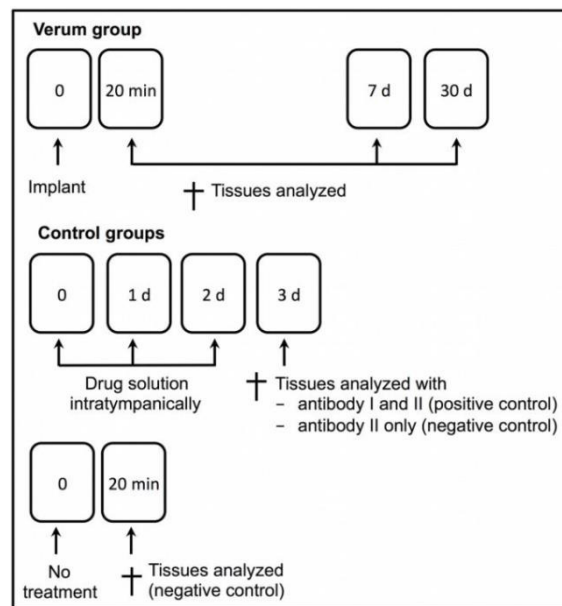 Verum group
0
20 min
7 d
30 d
Implant
† Tissues analyzed
Control groups
0
1 d
2 d
3 d
Drug solution
intratympanically
† Tissues analyzed with
- antibody I and II (positive control)
- antibody II only (negative control)
0
20 min
No
treatment
† Tissues analyzed
(negative control)